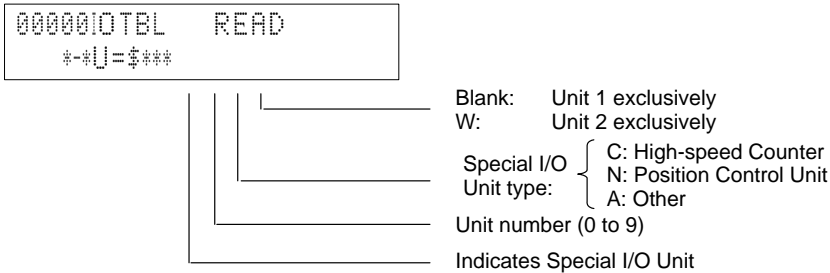 00000IOTBL READ
*-*U=$***
Blank: Unit 1 exclusively
W: Unit 2 exclusively
Special I/O Unit type:
C: High-speed Counter
N: Position Control Unit
A: Other
Unit number (0 to 9)
Indicates Special I/O Unit